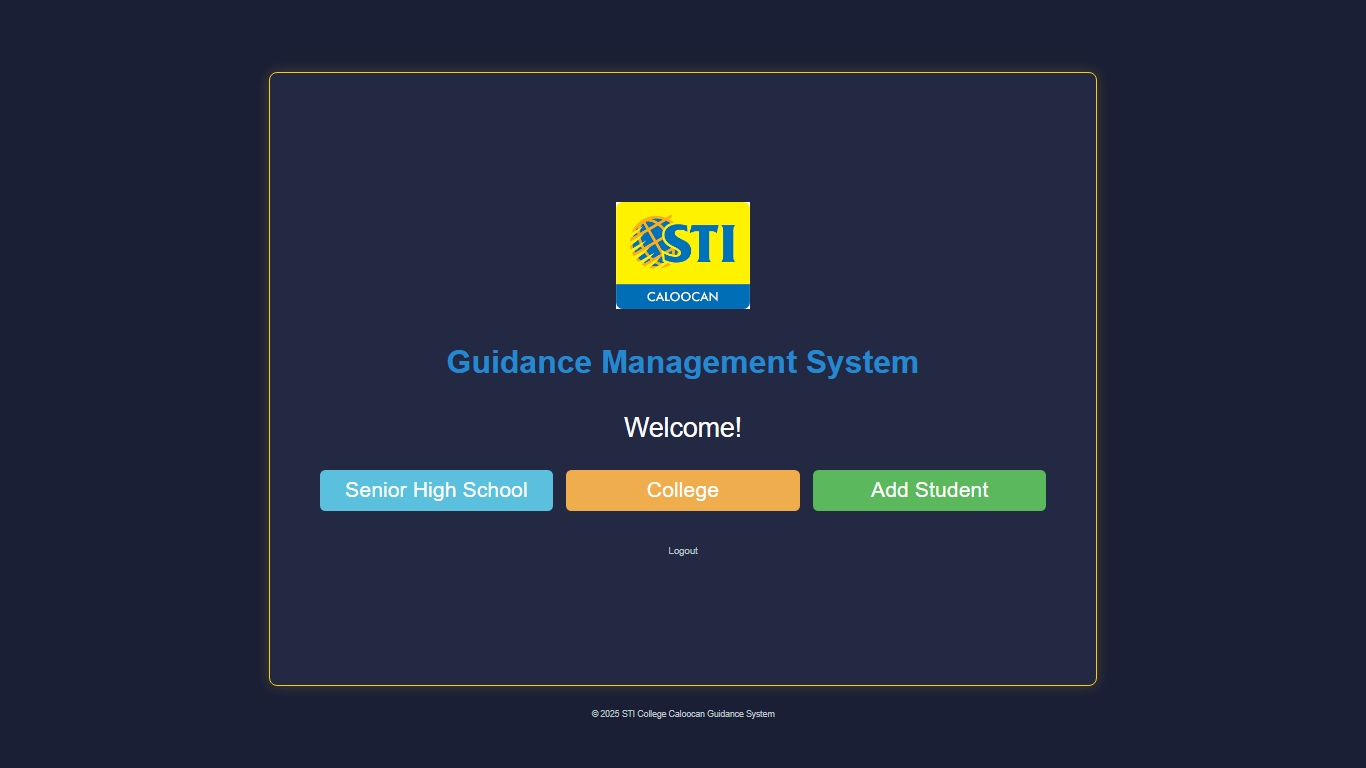 STI
CALOOCAN
Guidance Management System
Welcome!
Senior High School
College
Add Student
Logout
© 2025 STI College Caloocan Guidance System